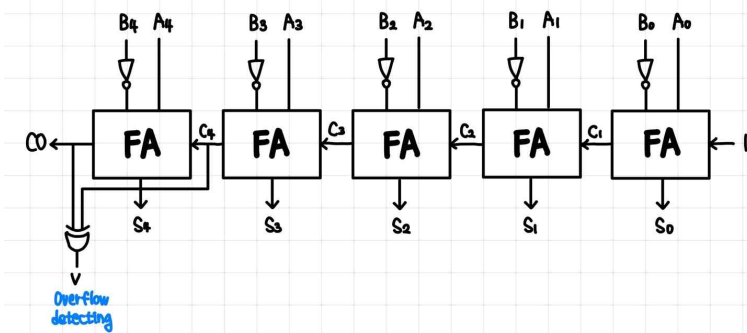 B4 A4 B3 A3 B2 A2 B1 A1 B0 A0
CO FA C4 FA C3 FA C2 FA C1 FA
S4 S3 S2 S1 S0
V
Overflow
detecting